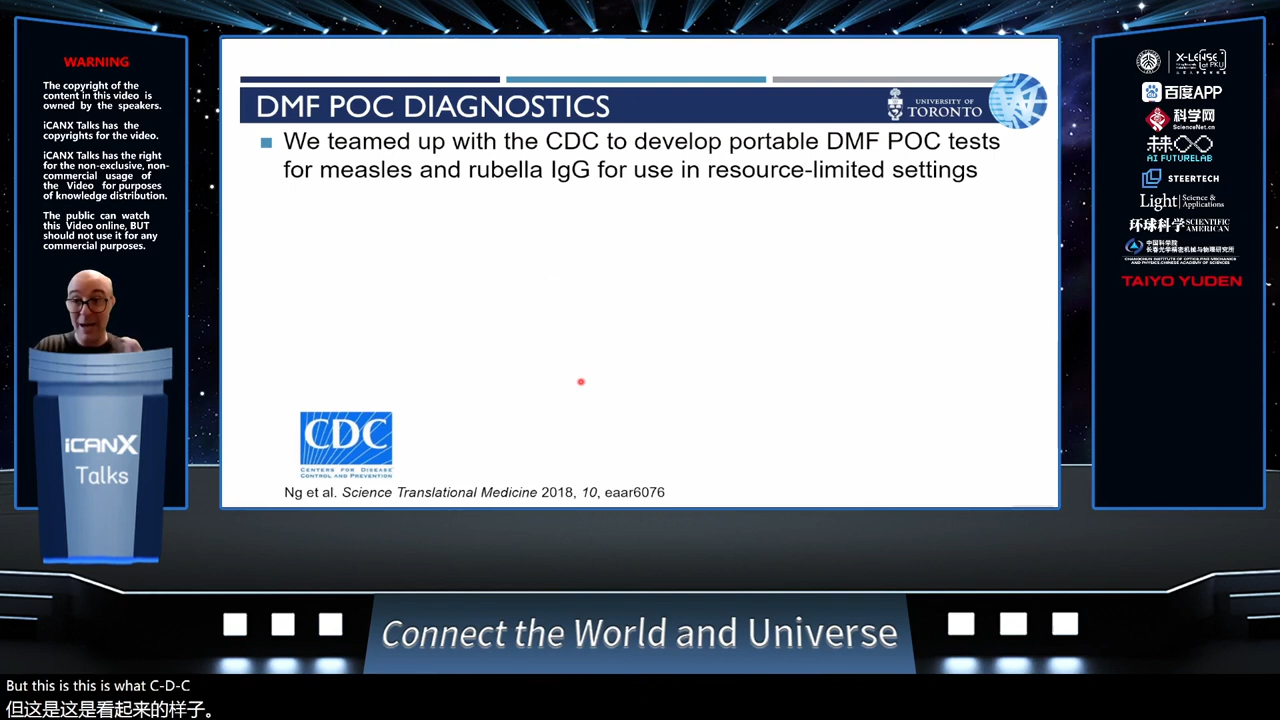 WARNING
The copyright of the
content in this video is
owned by the speakers.
iCANX Talks has the
copyrights for the video.
iCANX Talks has the right
for the non-exclusive, non-
commercial usage of
the Video for purposes
of knowledge distribution.
The public can watch
this Video online, BUT
should not use it for any
commercial purposes.
iCANX
Talks
DMF POC DIAGNOSTICS
UNIVERSITY OF
TORONTO
We teamed up with the CDC to develop portable DMF POC tests
for measles and rubella IgG for use in resource-limited settings
CDC
CENTERS FOR DISEASE
CONTROL AND PREVENTION
Ng et al. Science Translational Medicine 2018, 10, eaar6076
X-LENSE
at PKU
百度APP
科学网
ScienceNet.cn
AI FUTURELAB
STEERTECH
Light Science &
Applications
环球科学 SCIENTIFIC
AMERICAN
中国科学院
长春光学精密机械与物理研究所
CHANGCHUN INSTITUTE OF OPTICS, FINE MECHANICS
AND PHYSICS, CHINESE ACADEMY OF SCIENCES
TAIYO YUDEN
Connect the World and Universe
But this is this is what C-D-C
但这是这是看起来的样子。